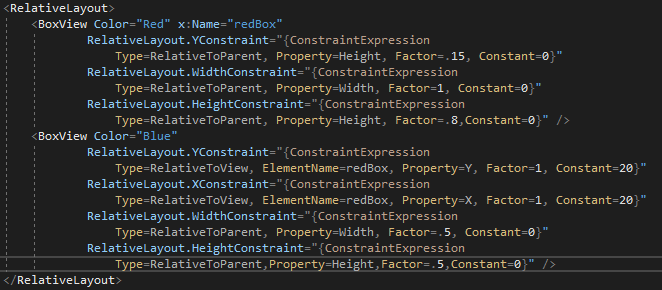 <RelativeLayout>
<BoxView Color="Red" x:Name="redBox"
RelativeLayout.YConstraint="{ConstraintExpression
Type=RelativeToParent, Property=Height, Factor=.15, Constant=0}"
RelativeLayout.WidthConstraint="{ConstraintExpression
Type=RelativeToParent, Property=Width, Factor=1, Constant=0}"
RelativeLayout.HeightConstraint="{ConstraintExpression
Type=RelativeToParent, Property=Height, Factor=.8,Constant=0}" />
<BoxView Color="Blue"
RelativeLayout.YConstraint="{ConstraintExpression
Type=RelativeToView, ElementName=redBox, Property=Y, Factor=1, Constant=20}"
RelativeLayout.XConstraint="{ConstraintExpression
Type=RelativeToView, ElementName=redBox, Property=X, Factor=1, Constant=20}"
RelativeLayout.WidthConstraint="{ConstraintExpression
Type=RelativeToParent, Property=Width, Factor=.5, Constant=0}"
RelativeLayout.HeightConstraint="{ConstraintExpression
Type=RelativeToParent,Property=Height,Factor=.5,Constant=0}" />
</RelativeLayout>